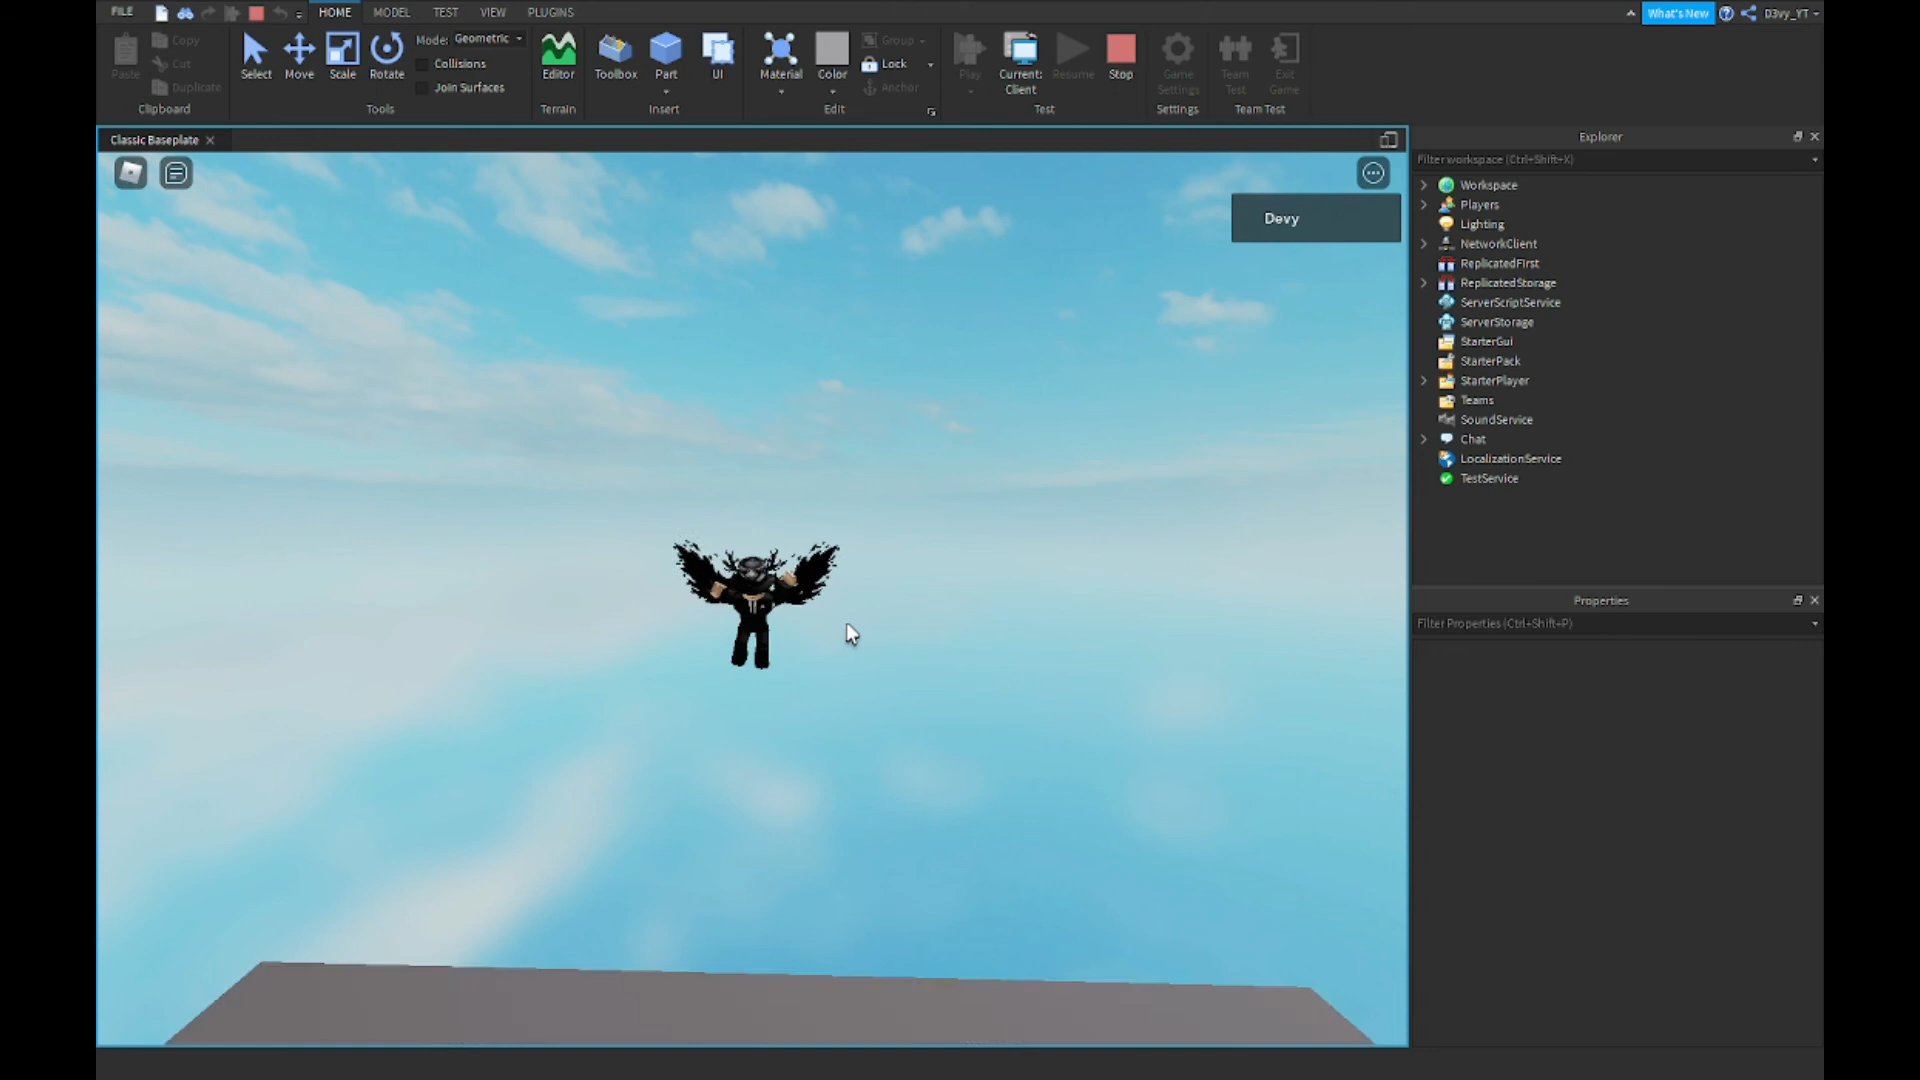 FILE HOME MODEL TEST VIEW PLUGINS What's New D3vy_YT
Paste Copy Cut Duplicate
Clipboard
Select Move Scale Rotate
Mode: Geometric
Collisions
Join Surfaces
Tools
Editor
Terrain
Toolbox Part UI
Insert
Material Color
Group
Lock
Anchor
Edit
Play
Current:
Client
Resume Stop
Test
Game
Settings
Settings
Team
Test
Exit
Game
Team Test
Classic Baseplate
Devy
Explorer
Filter workspace (Ctrl+Shift+X)
Workspace
Players
Lighting
NetworkClient
ReplicatedFirst
ReplicatedStorage
ServerScriptService
ServerStorage
StarterGui
StarterPack
StarterPlayer
Teams
SoundService
Chat
LocalizationService
TestService
Properties
Filter Properties (Ctrl+Shift+P)